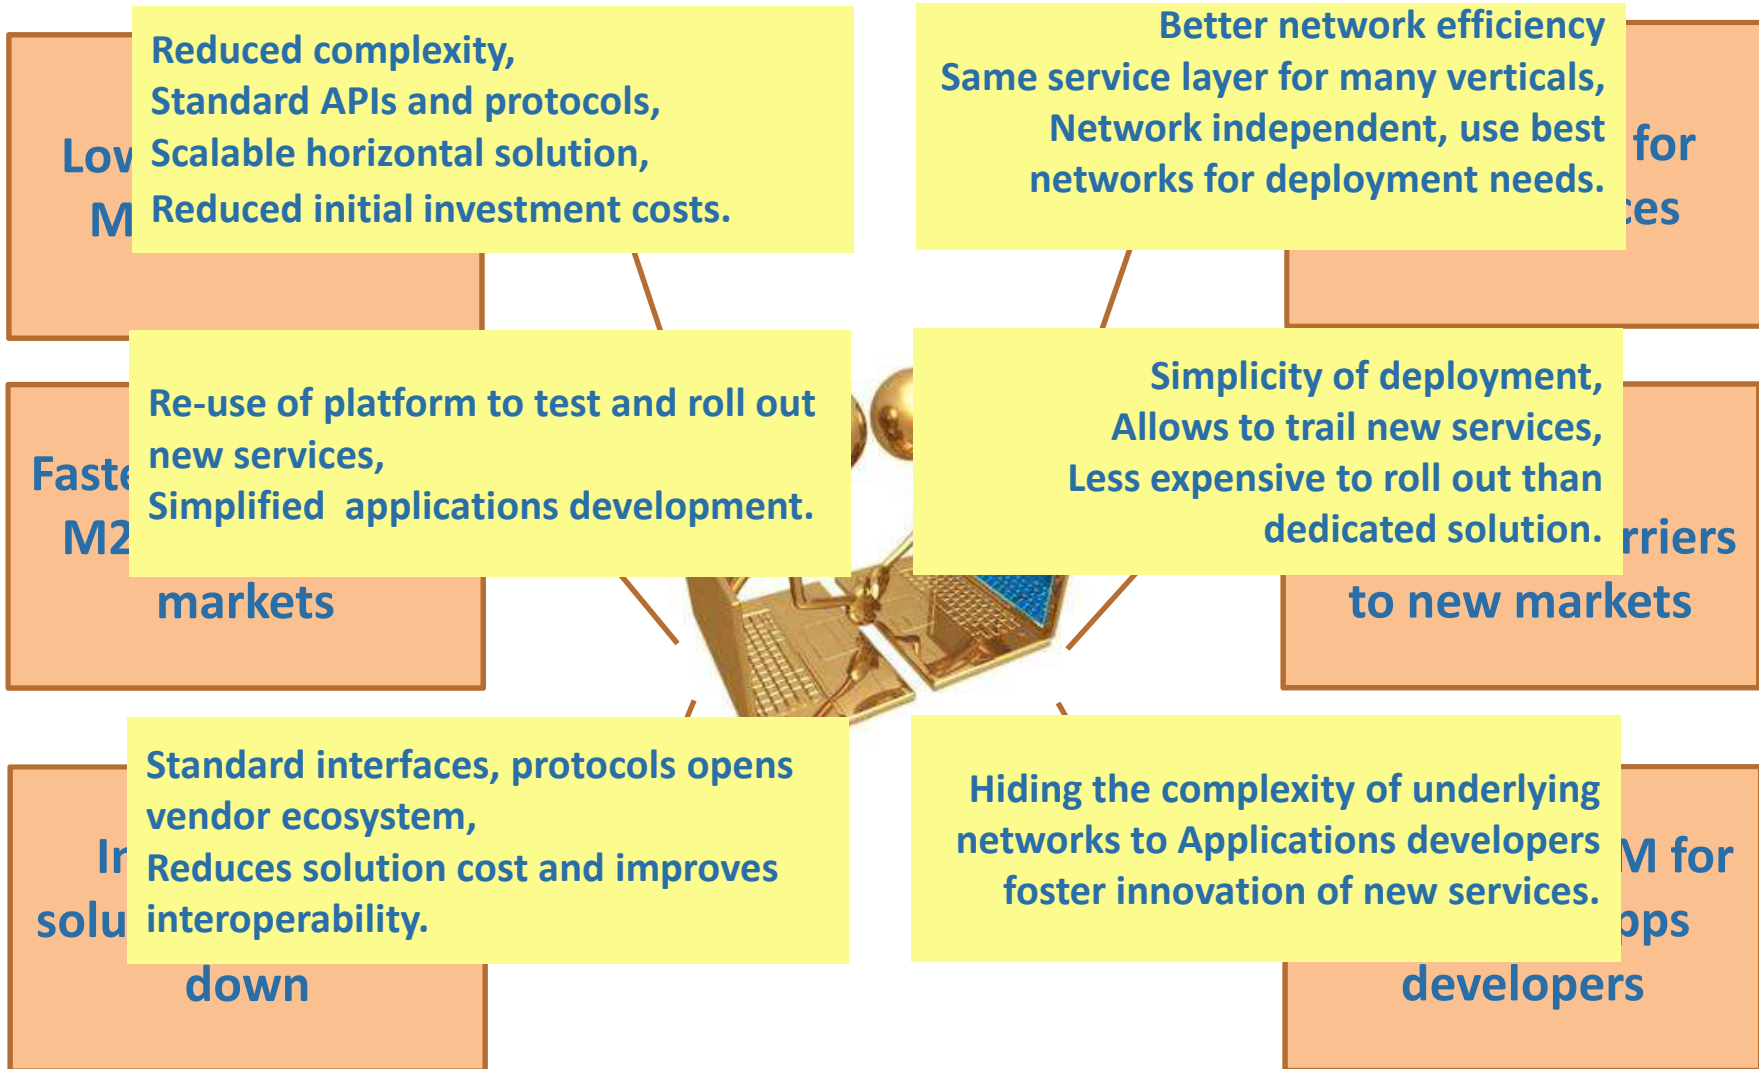 Reduced complexity,
Standard APIs and protocols,
Scalable horizontal solution,
Reduced initial investment costs.
Better network efficiency
Same service layer for many verticals,
Network independent, use best
networks for deployment needs.
for
Re-use of platform to test and roll out
new services,
Simplified  applications development.
markets
Simplicity of deployment,
Allows to trail new services,
Less expensive to roll out than
dedicated solution.
to new markets
Standard interfaces, protocols opens
vendor ecosystem,
Reduces solution cost and improves
interoperability.
down
Hiding the complexity of underlying
networks to Applications developers
foster innovation of new services.
for
developers